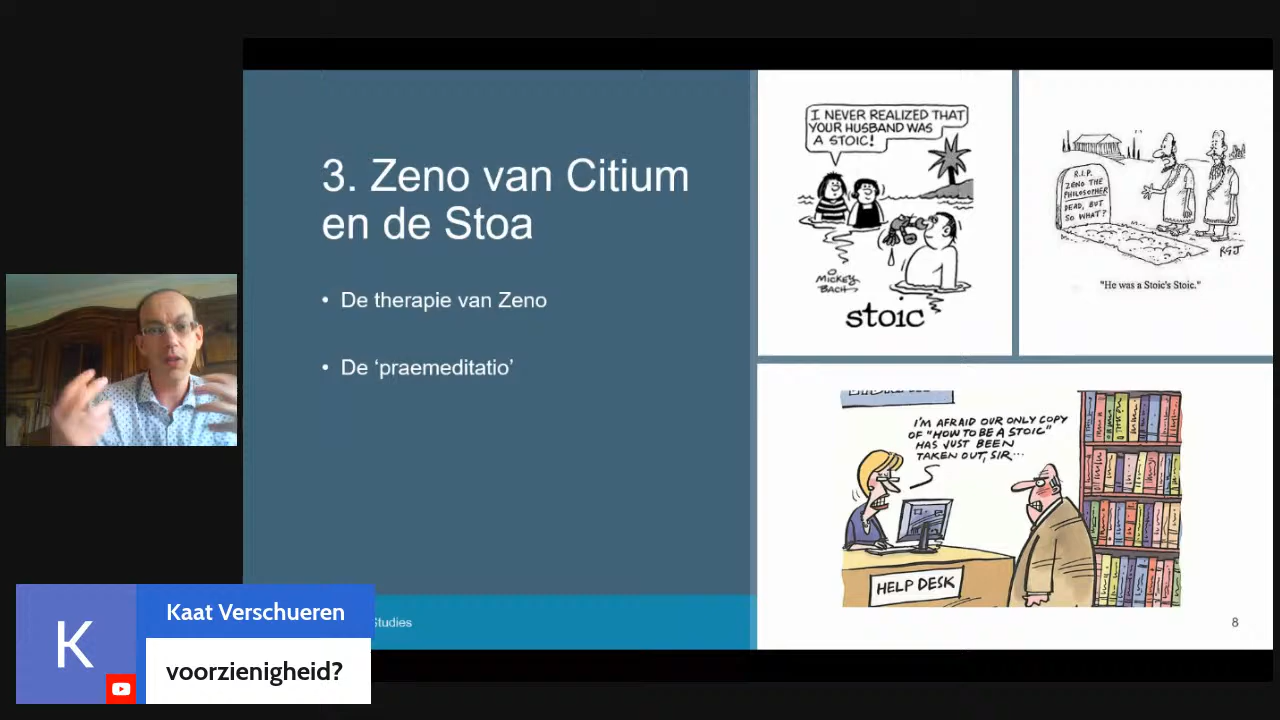 3. Zeno van Citium
en de Stoa
• De therapie van Zeno
• De ‘praemeditatio’
I NEVER REALIZED THAT
YOUR HUSBAND WAS
A STOIC!
MICKEY
BACH
stoic
R.I.P.
ZENO THE
PHILOSOPHER
DEAD, BUT
SO WHAT?
RGJ
"He was a Stoic's Stoic."
I'M AFRAID OUR ONLY COPY
OF "HOW TO BE A STOIC"
HAS JUST BEEN
TAKEN OUT, SIR...
HELP DESK
Studies
8
K
Kaat Verschueren
voorzienigheid?